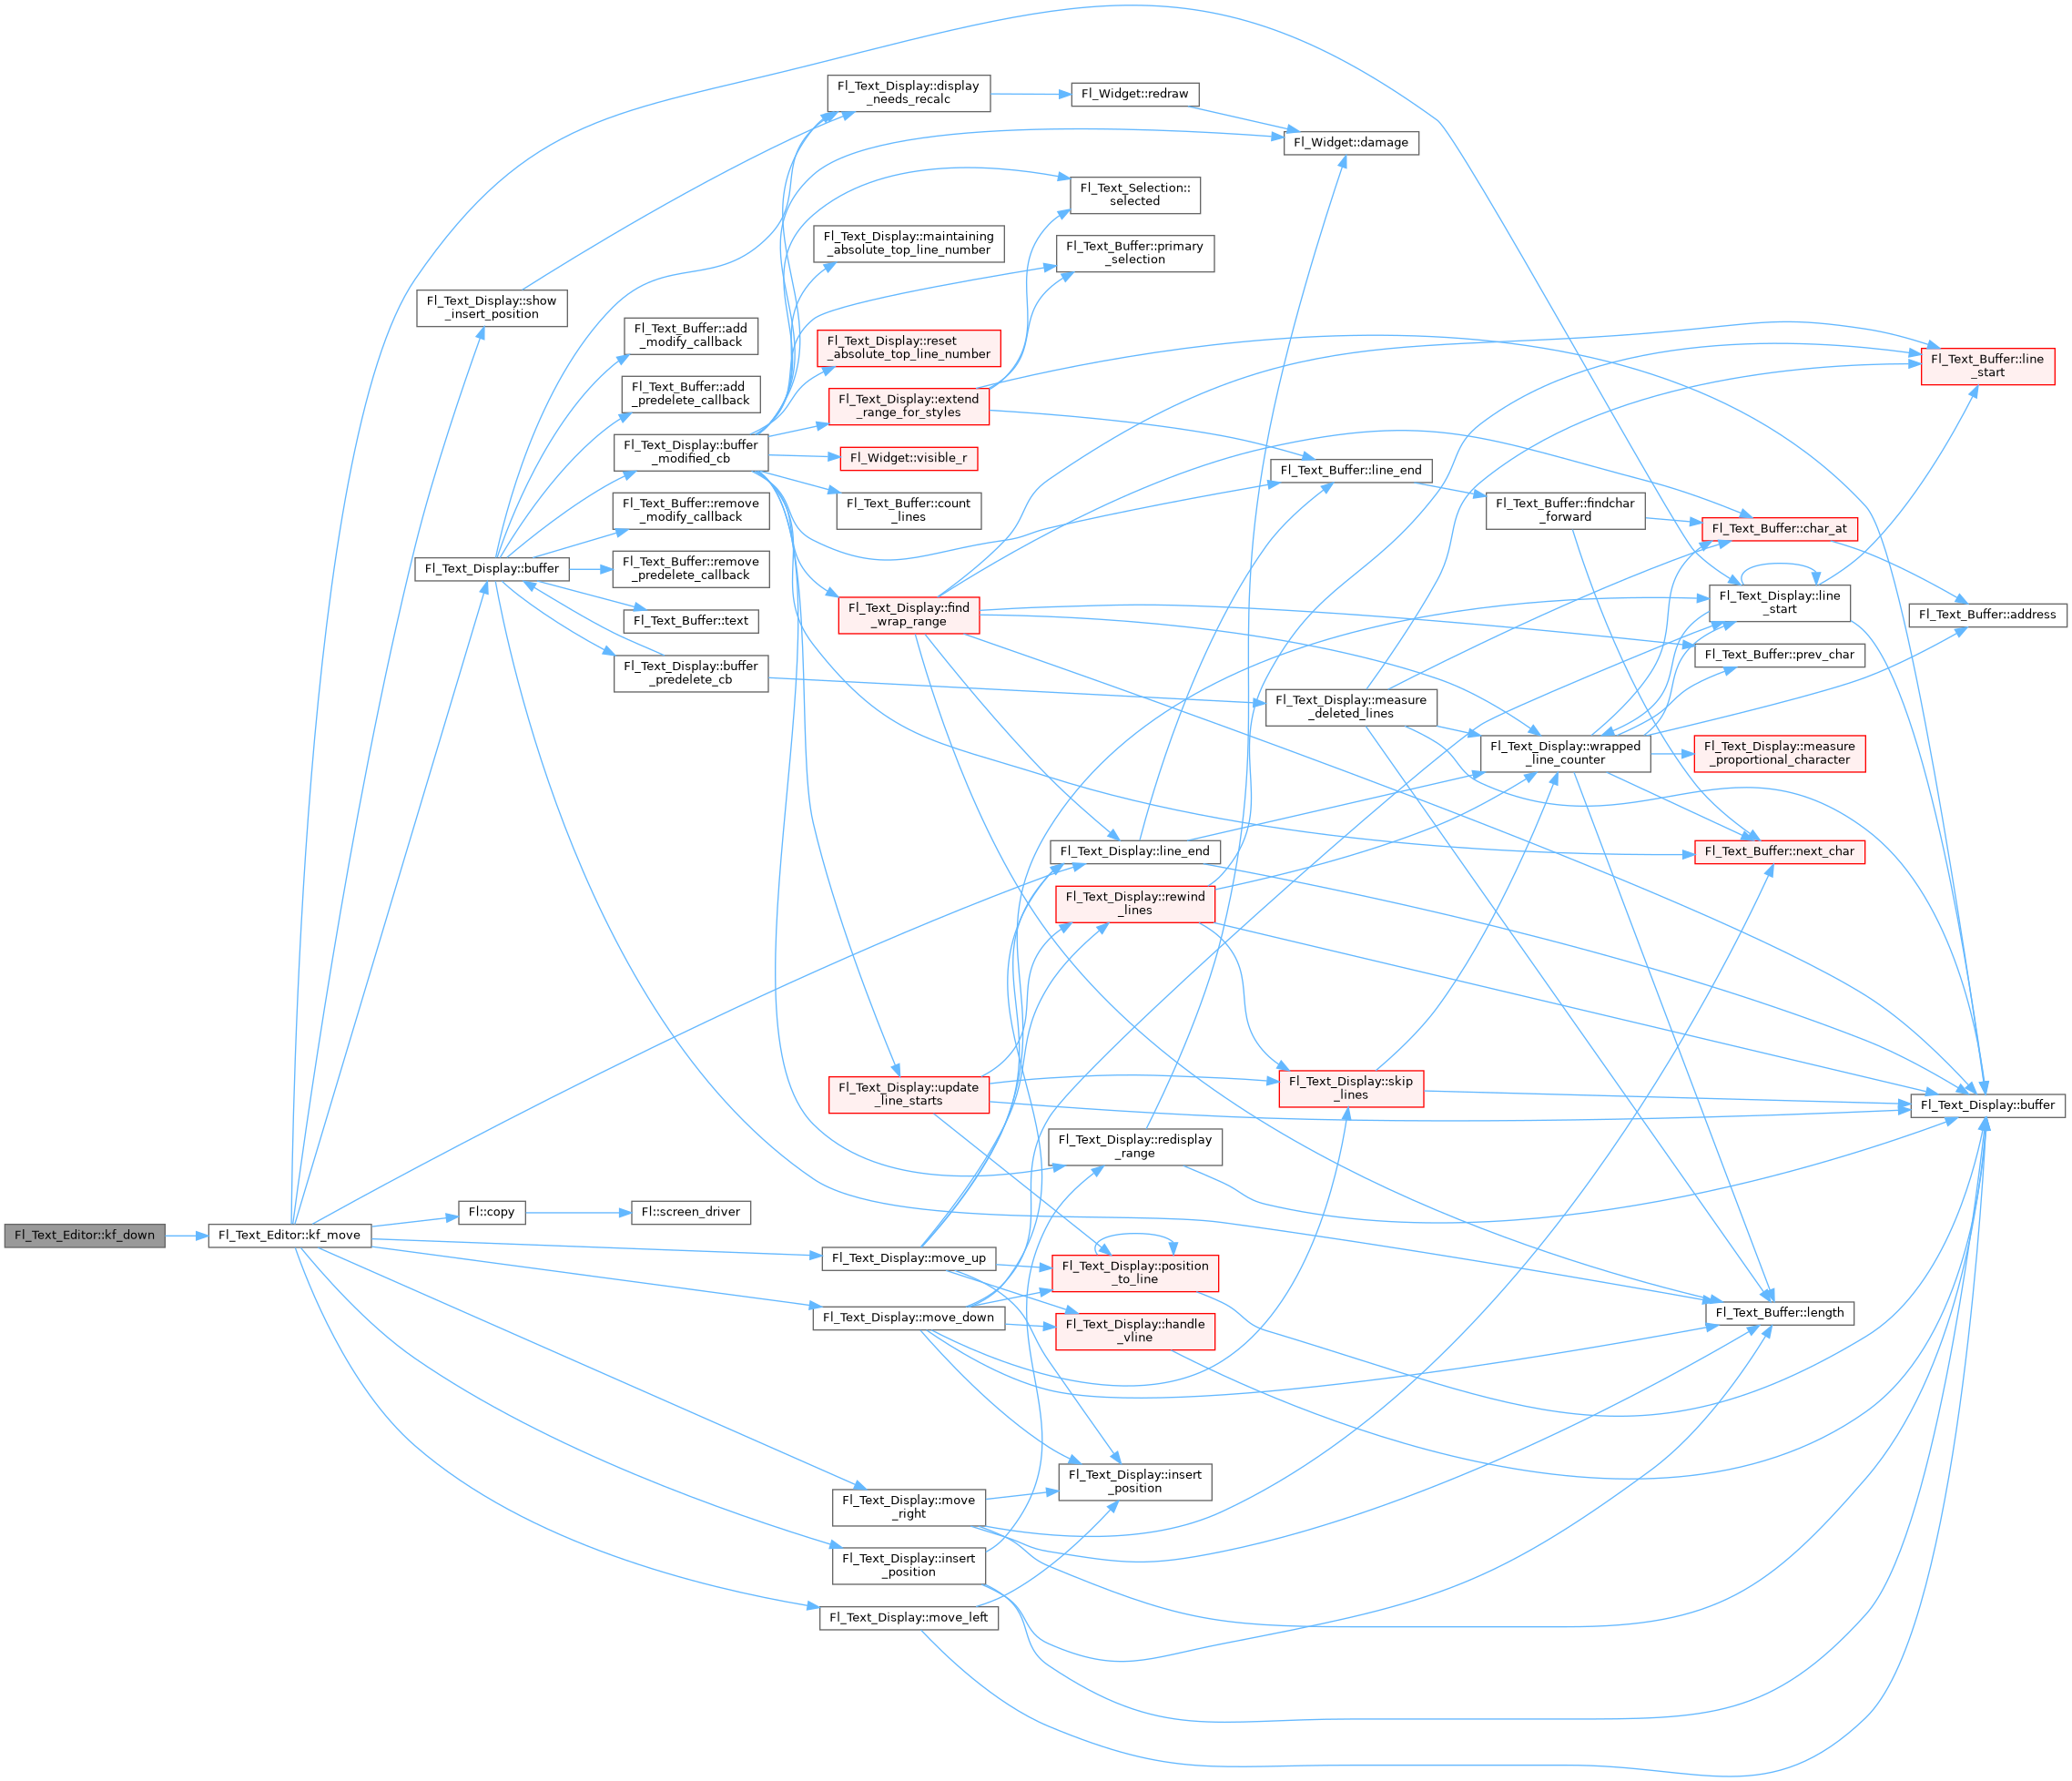 Fl_Text_Editor::kf_down
Fl_Text_Editor::kf_move
Fl_Text_Display::show
_insert_position
Fl_Text_Display::buffer
Fl::copy
Fl::screen_driver
Fl_Text_Buffer::add
_modify_callback
Fl_Text_Buffer::add
_predelete_callback
Fl_Text_Display::buffer
_modified_cb
Fl_Text_Buffer::remove
_modify_callback
Fl_Text_Buffer::remove
_predelete_callback
Fl_Text_Buffer::text
Fl_Text_Display::buffer
_predelete_cb
Fl_Text_Display::display
_needs_recalc
Fl_Text_Display::maintaining
_absolute_top_line_number
Fl_Text_Display::reset
_absolute_top_line_number
Fl_Text_Display::extend
_range_for_styles
Fl_Widget::visible_r
Fl_Text_Buffer::count
_lines
Fl_Text_Display::find
_wrap_range
Fl_Text_Display::update
_line_starts
Fl_Text_Display::move_up
Fl_Text_Display::move_down
Fl_Text_Display::move
_right
Fl_Text_Display::insert
_position
Fl_Text_Display::move_left
Fl_Widget::redraw
Fl_Text_Selection::
selected
Fl_Text_Buffer::primary
_selection
Fl_Text_Display::line_end
Fl_Text_Display::rewind
_lines
Fl_Text_Display::redisplay
_range
Fl_Text_Display::position
_to_line
Fl_Text_Display::handle
_vline
Fl_Text_Display::insert
_position
Fl_Widget::damage
Fl_Text_Buffer::line_end
Fl_Text_Display::measure
_deleted_lines
Fl_Text_Display::skip
_lines
Fl_Text_Buffer::findchar
_forward
Fl_Text_Display::wrapped
_line_counter
Fl_Text_Buffer::char_at
Fl_Text_Display::line
_start
Fl_Text_Buffer::prev_char
Fl_Text_Display::measure
_proportional_character
Fl_Text_Buffer::next_char
Fl_Text_Buffer::length
Fl_Text_Buffer::line
_start
Fl_Text_Buffer::address
Fl_Text_Display::buffer